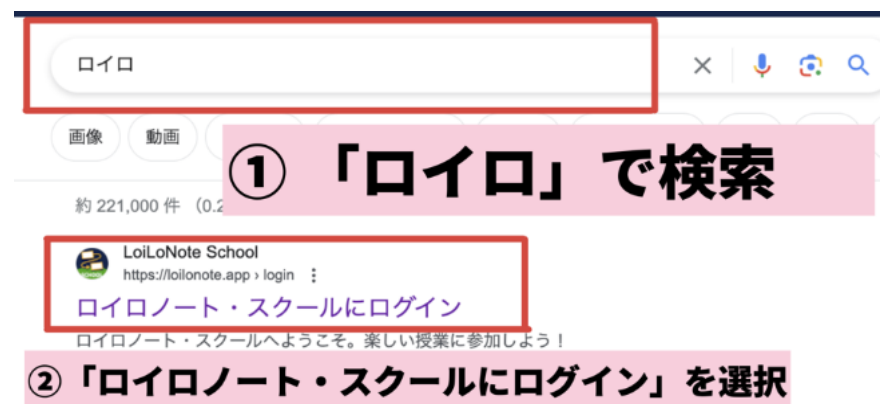 ロイロ
画像 動画
① 「ロイロ」で検索
約 221,000 件 （0.2
LoiLoNote School
https://loilonote.app › login
ロイロノート・スクールにログイン
ロイロノート・スクールへようこそ。楽しい授業に参加しよう！
②「ロイロノート・スクールにログイン」を選択